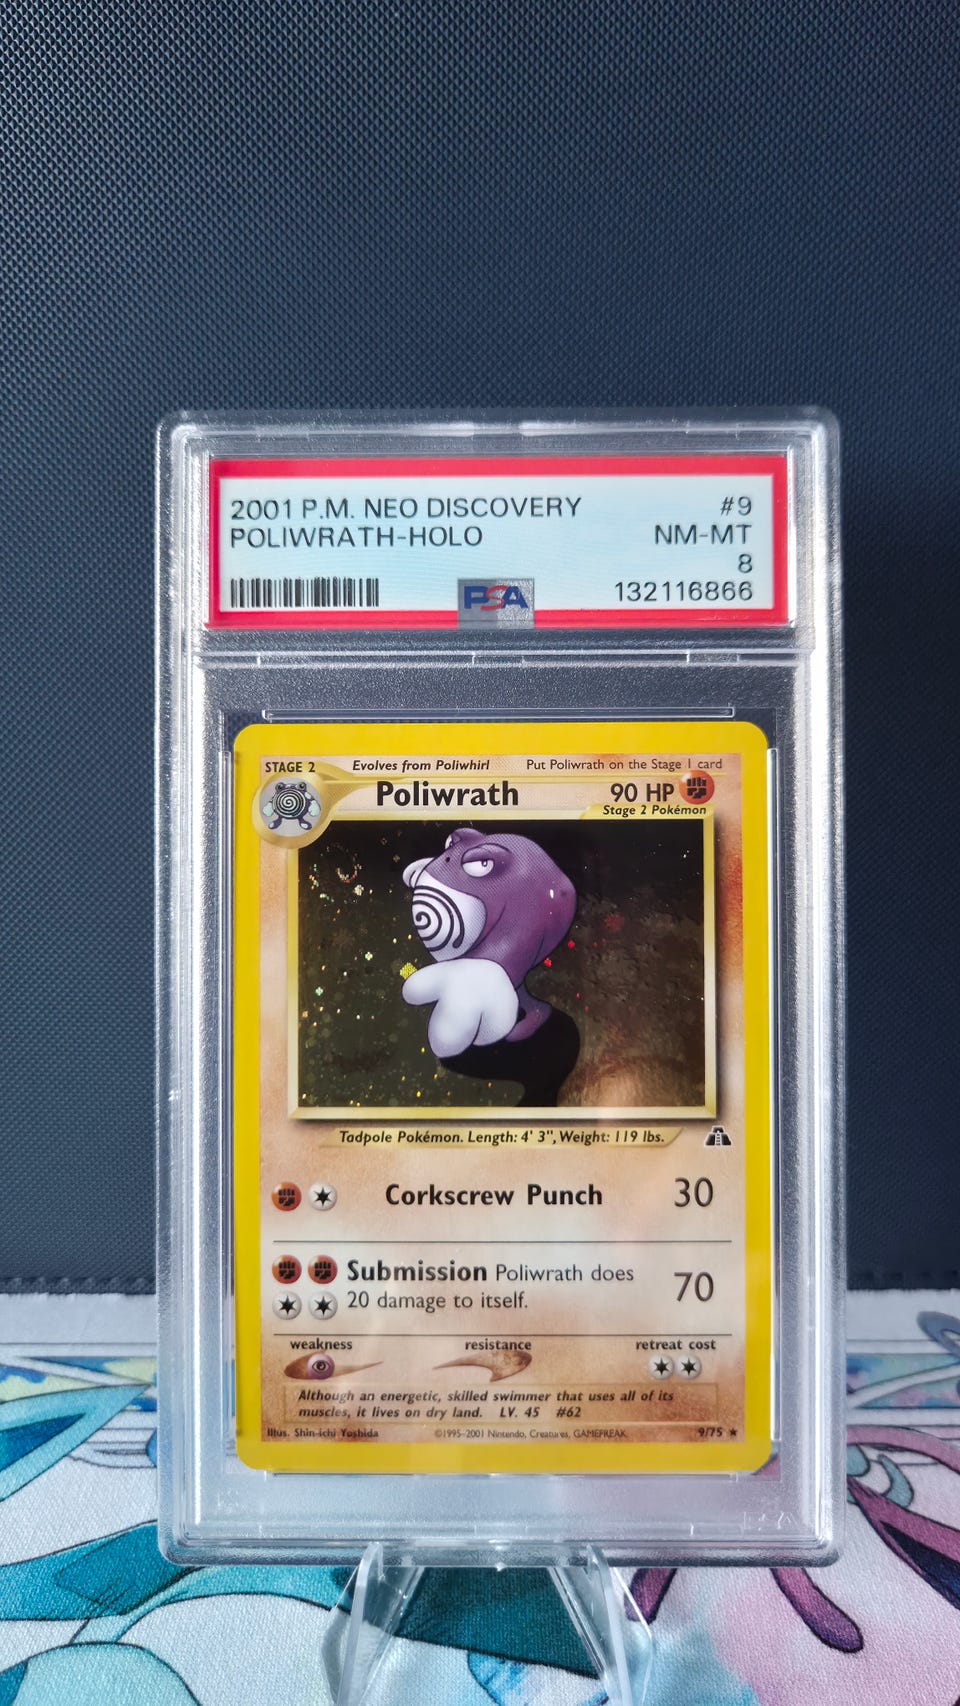 2001 P.M. NEO DISCOVERY #9
POLIWRATH-HOLO NM-MT
8
PSA 132116866
STAGE 2 Evolves from Poliwhirl Put Poliwrath on the Stage 1 card
Poliwrath 90 HP
Stage 2 Pokémon
Tadpole Pokémon. Length: 4' 3", Weight: 119 lbs.
Corkscrew Punch 30
Submission Poliwrath does
20 damage to itself. 70
weakness resistance retreat cost
Although an energetic, skilled swimmer that uses all of its
muscles, it lives on dry land. LV. 45 #62
Illus. Shin-ichi Yoshida ©1995-2001 Nintendo, Creatures, GAMEFREAK. 9/75 ★